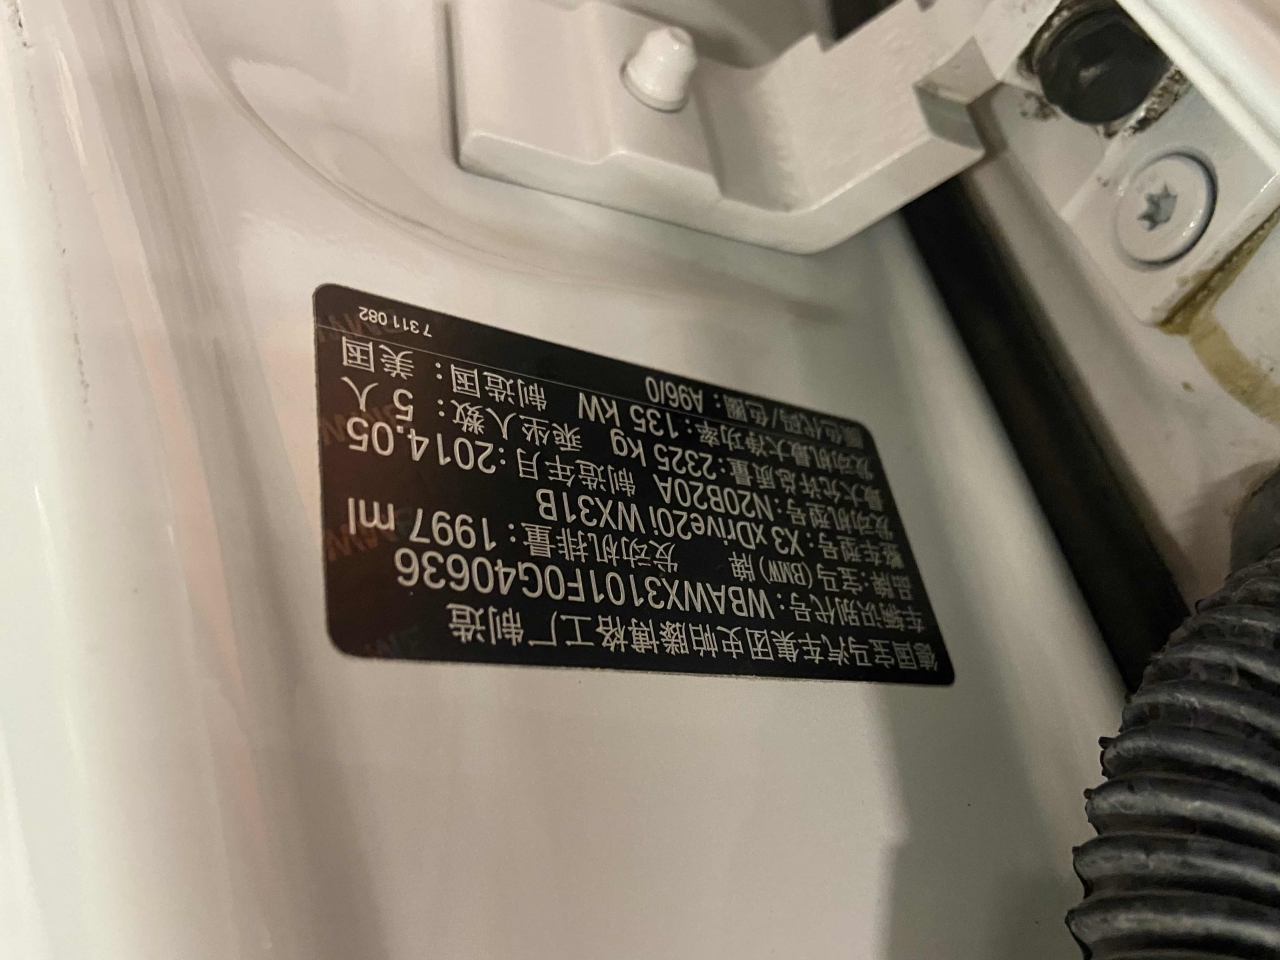 德国宝马汽车集团史帕滕博格工厂制造
车辆识别代号:WBAWX3101F0G40636
品牌:宝马(BMW)牌 发动机排量:1997 ml
整车型号:X3 xDrive20i WX31B
发动机型号:N20B20A 制造年月:2014.05
最大允许总质量:2325 kg 乘坐人数:5 人
发动机最大净功率:135 kW 制造国:美国
颜色代码/色圈:A96/0
7 311 082